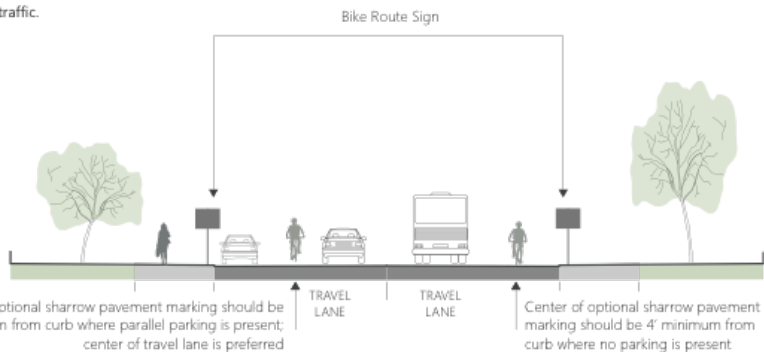 traffic.
Bike Route Sign
optional sharrow pavement marking should be
from curb where parallel parking is present;
center of travel lane is preferred
TRAVEL
LANE
TRAVEL
LANE
Center of optional sharrow pavement
marking should be 4' minimum from
curb where no parking is present